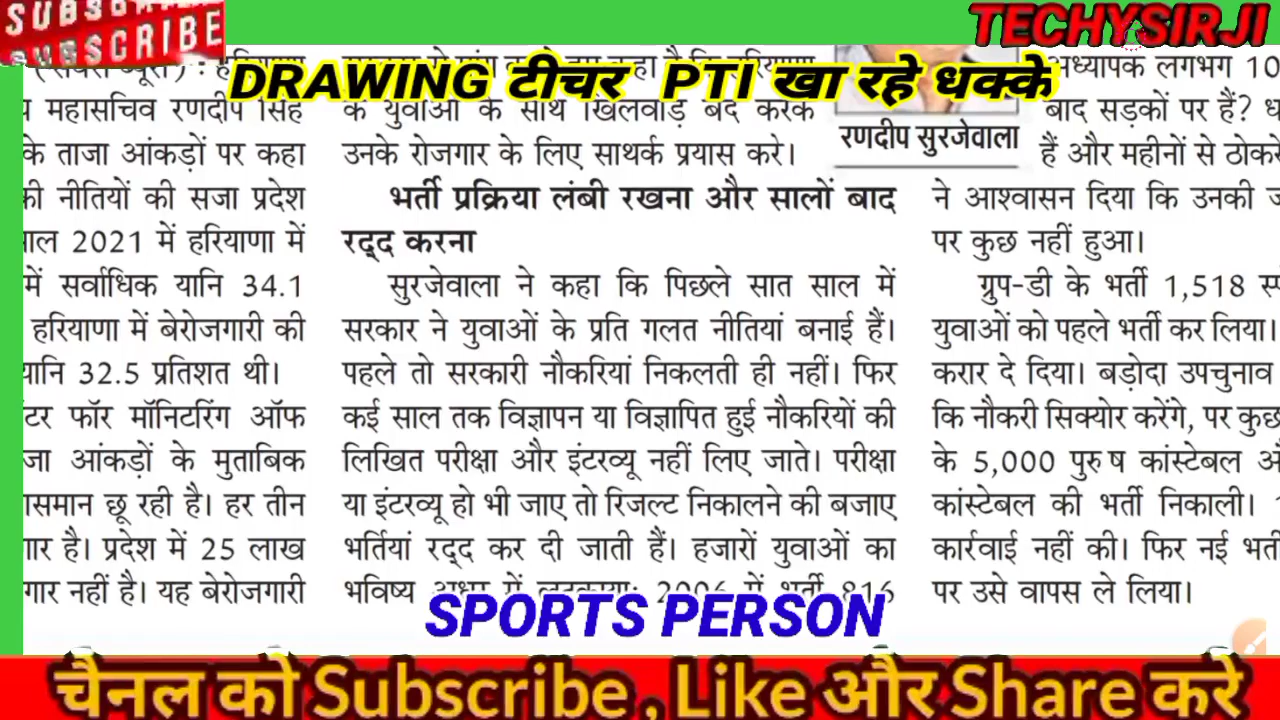 SUBSCRIBE
SUBSCRIBE
TECHYSIRJI
DRAWING टीचर PTI खा रहे धक्के
महासचिव रणदीप सिंह
के ताजा आंकड़ों पर कहा
की नीतियों की सजा प्रदेश
2021 में हरियाणा में
में सर्वाधिक यानि 34.1
हरियाणा में बेरोजगारी की
यानि 32.5 प्रतिशत थी।
फॉर मॉनिटरिंग ऑफ
आंकड़ों के मुताबिक
छू रही है। हर तीन
है। प्रदेश में 25 लाख
नहीं है। यह बेरोजगारी
के युवाओं के साथ खिलवाड़ बंद करके
उनके रोजगार के लिए सार्थक प्रयास करे।
भर्ती प्रक्रिया लंबी रखना और सालों बाद
रद्द करना
सुरजेवाला ने कहा कि पिछले सात साल में
सरकार ने युवाओं के प्रति गलत नीतियां बनाई हैं।
पहले तो सरकारी नौकरियां निकलती ही नहीं। फिर
कई साल तक विज्ञापन या विज्ञापित हुई नौकरियों की
लिखित परीक्षा और इंटरव्यू नहीं लिए जाते। परीक्षा
या इंटरव्यू हो भी जाए तो रिजल्ट निकालने की बजाए
भर्तियां रद्द कर दी जाती हैं। हजारों युवाओं का
भविष्य में 2006 में भर्ती 816
रणदीप सुरजेवाला
अध्यापक लगभग 10
बाद सड़कों पर हैं?
हैं और महीनों से
ने आश्वासन दिया कि उनकी
पर कुछ नहीं हुआ।
ग्रुप-डी के भर्ती 1,518
युवाओं को पहले भर्ती कर लिया।
करार दे दिया। बड़ोदा उपचुनाव
कि नौकरी सिक्योर करेंगे, पर कुछ
के 5,000 पुरुष कांस्टेबल
कांस्टेबल की भर्ती निकाली।
कार्रवाई नहीं की। फिर नई
पर उसे वापस ले लिया।
SPORTS PERSON
चैनल को Subscribe , Like और Share करे